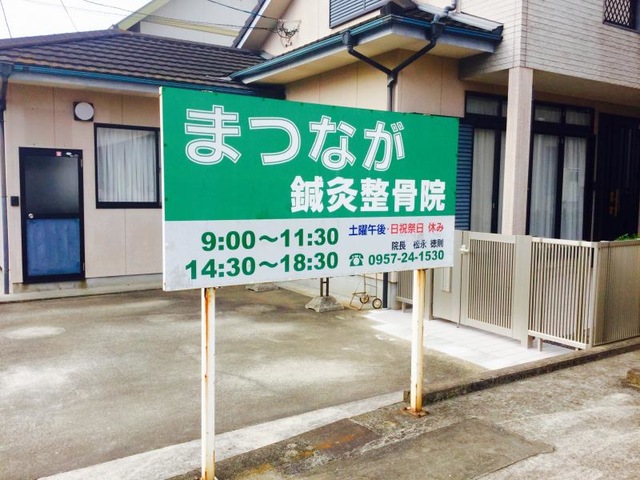 まつなが
鍼灸整骨院
9:00〜11:30
14:30〜18:30
土曜午後・日祝祭日 休み
院長 松永 徳則
☎ 0957-24-1530